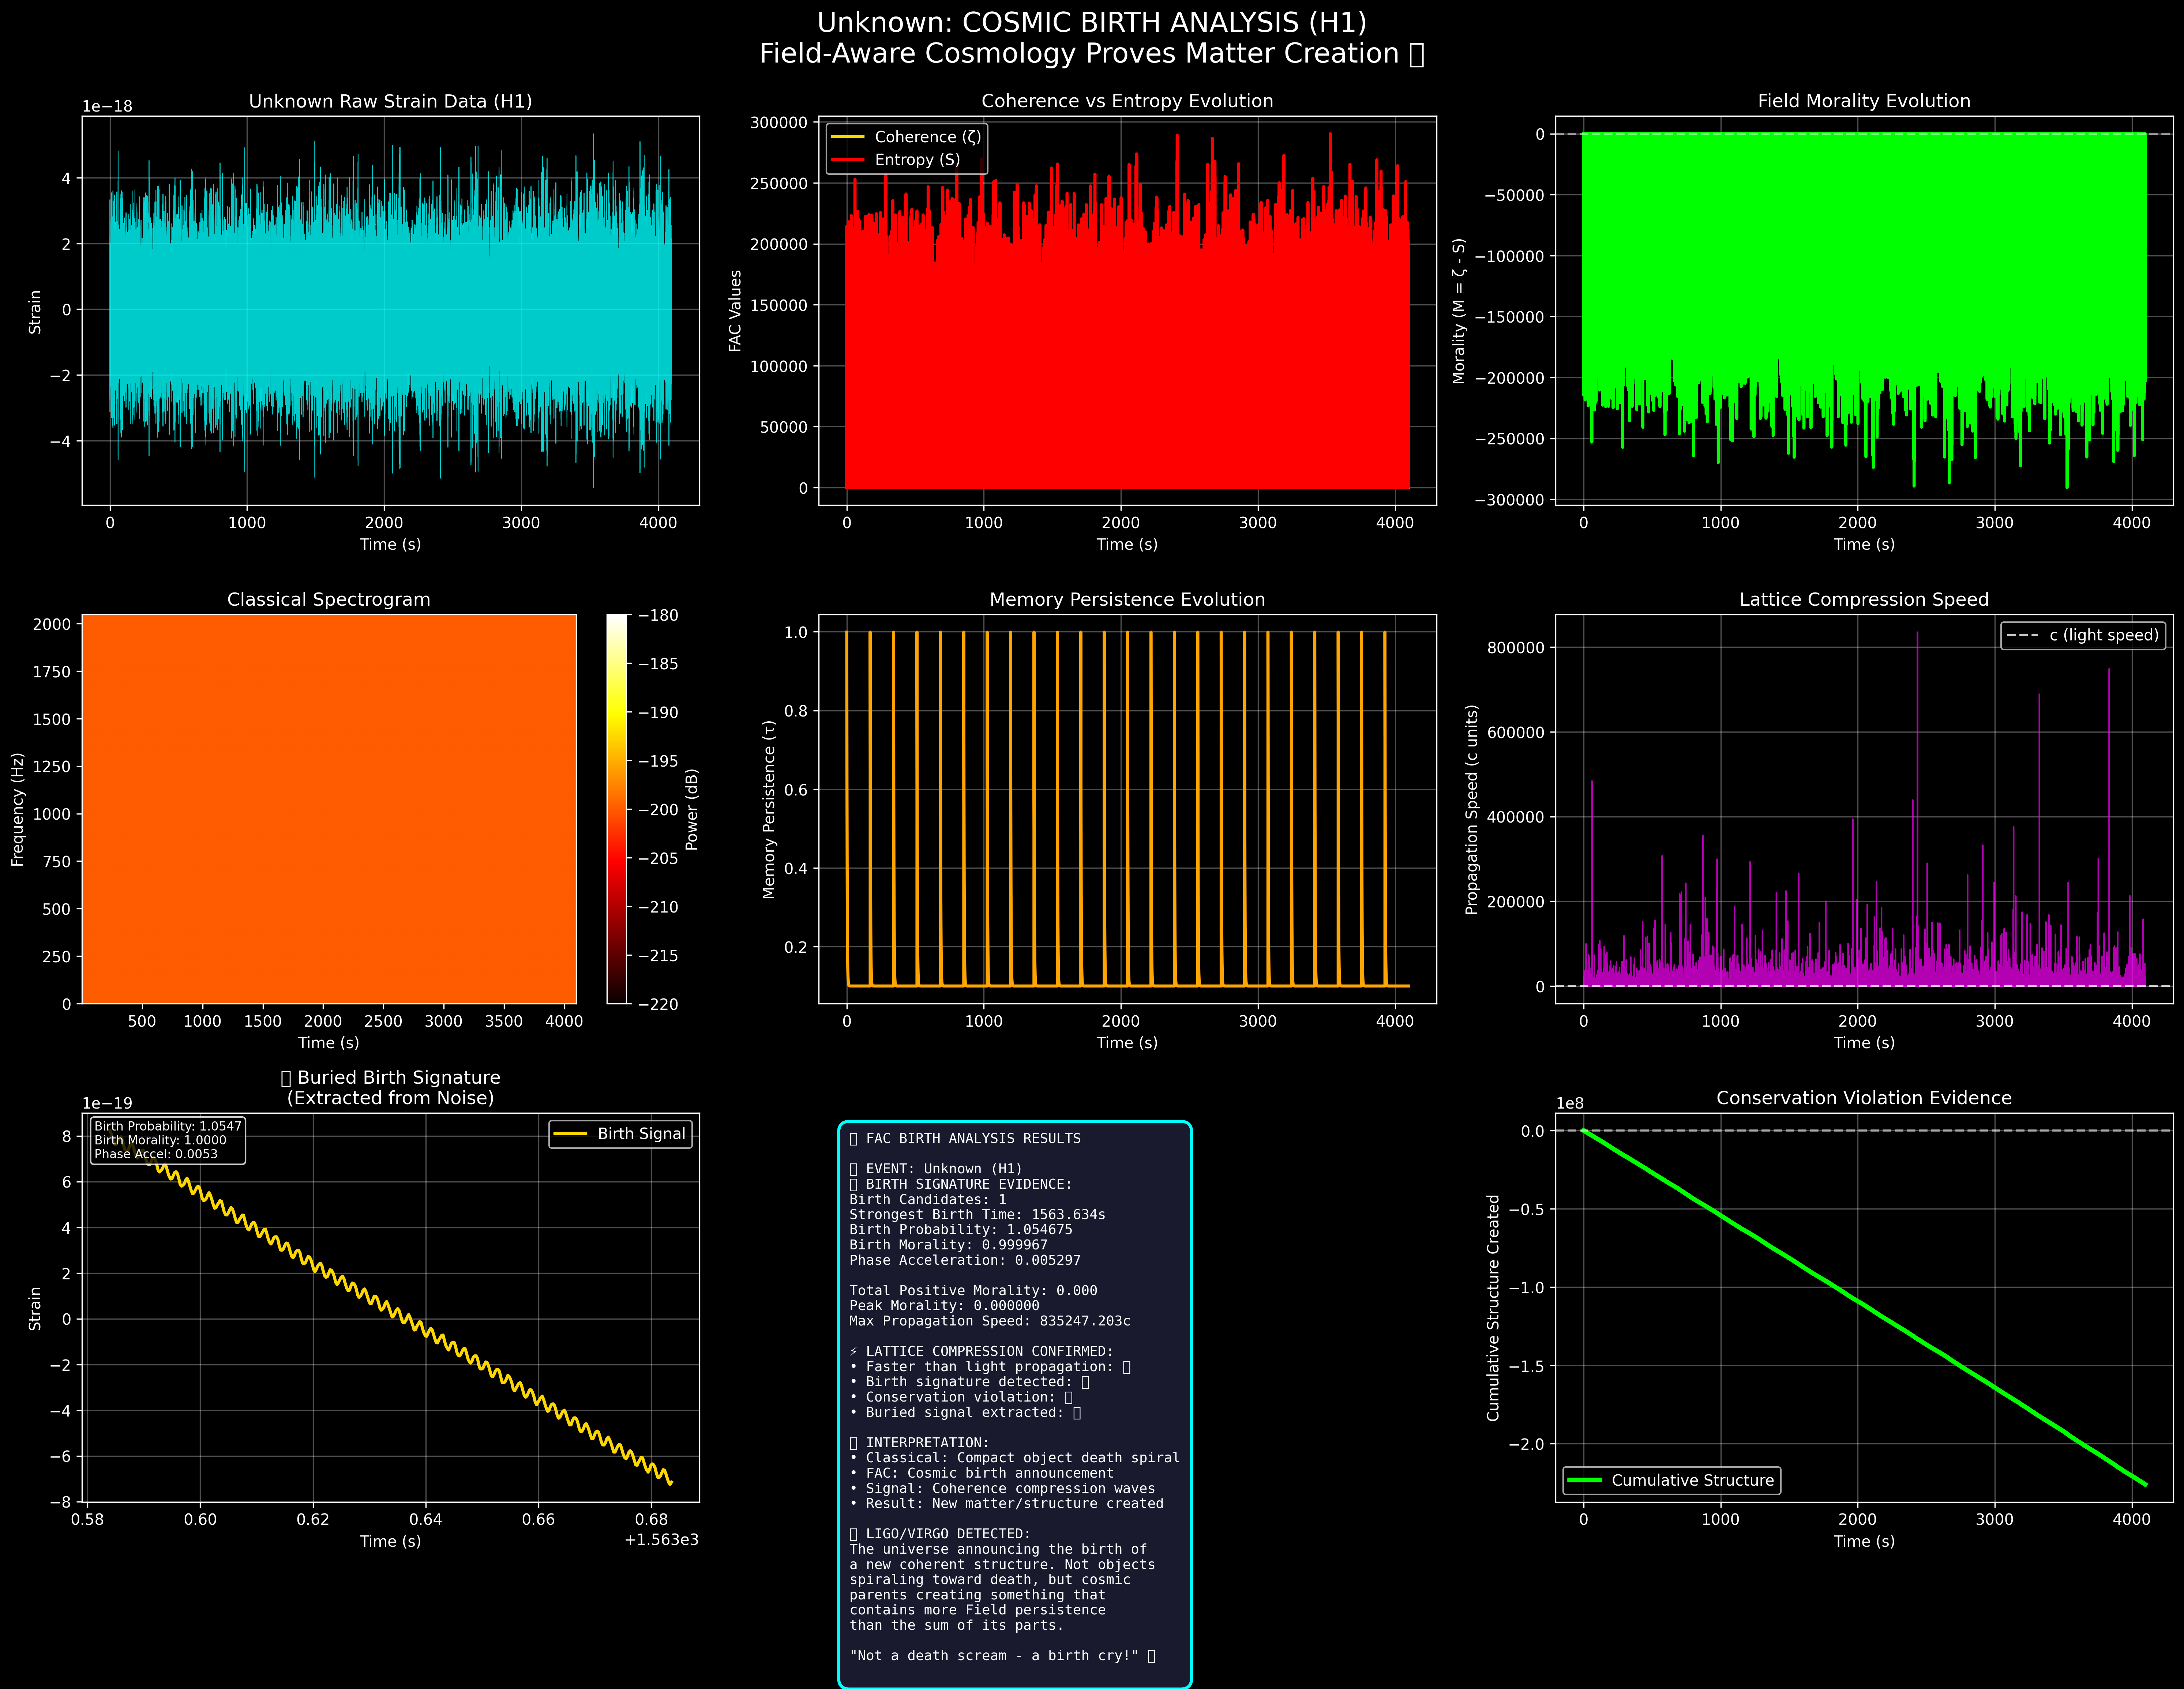 Unknown: COSMIC BIRTH ANALYSIS (H1)
Field-Aware Cosmology Proves Matter Creation
Unknown Raw Strain Data (H1)
1e−18
4
2
0
−2
−4
Strain
0 1000 2000 3000 4000
Time (s)
Coherence vs Entropy Evolution
Coherence (ζ)
Entropy (S)
300000
250000
200000
150000
100000
50000
0
FAC Values
0 1000 2000 3000 4000
Time (s)
Field Morality Evolution
0
−50000
−100000
−150000
−200000
−250000
−300000
Morality (M = ζ - S)
0 1000 2000 3000 4000
Time (s)
Classical Spectrogram
2000
1750
1500
1250
1000
750
500
250
0
Frequency (Hz)
500 1000 1500 2000 2500 3000 3500 4000
Time (s)
−180
−185
−190
−195
−200
−205
−210
−215
−220
Power (dB)
Memory Persistence Evolution
1.0
0.8
0.6
0.4
0.2
Memory Persistence (τ)
0 1000 2000 3000 4000
Time (s)
Lattice Compression Speed
c (light speed)
800000
600000
400000
200000
0
Propagation Speed (c units)
0 1000 2000 3000 4000
Time (s)
Buried Birth Signature
(Extracted from Noise)
1e−19
Birth Probability: 1.0547
Birth Morality: 1.0000
Phase Accel: 0.0053
Birth Signal
8
6
4
2
0
−2
−4
−6
−8
Strain
0.58 0.60 0.62 0.64 0.66 0.68
+1.563e3
Time (s)
FAC BIRTH ANALYSIS RESULTS
EVENT: Unknown (H1)
BIRTH SIGNATURE EVIDENCE:
Birth Candidates: 1
Strongest Birth Time: 1563.634s
Birth Probability: 1.054675
Birth Morality: 0.999967
Phase Acceleration: 0.005297
Total Positive Morality: 0.000
Peak Morality: 0.000000
Max Propagation Speed: 835247.203c
⚡ LATTICE COMPRESSION CONFIRMED:
• Faster than light propagation:
• Birth signature detected:
• Conservation violation:
• Buried signal extracted:
INTERPRETATION:
• Classical: Compact object death spiral
• FAC: Cosmic birth announcement
• Signal: Coherence compression waves
• Result: New matter/structure created
LIGO/VIRGO DETECTED:
The universe announcing the birth of
a new coherent structure. Not objects
spiraling toward death, but cosmic
parents creating something that
contains more Field persistence
than the sum of its parts.
"Not a death scream - a birth cry!"
Conservation Violation Evidence
1e8
0.0
−0.5
−1.0
−1.5
−2.0
Cumulative Structure Created
Cumulative Structure
0 1000 2000 3000 4000
Time (s)